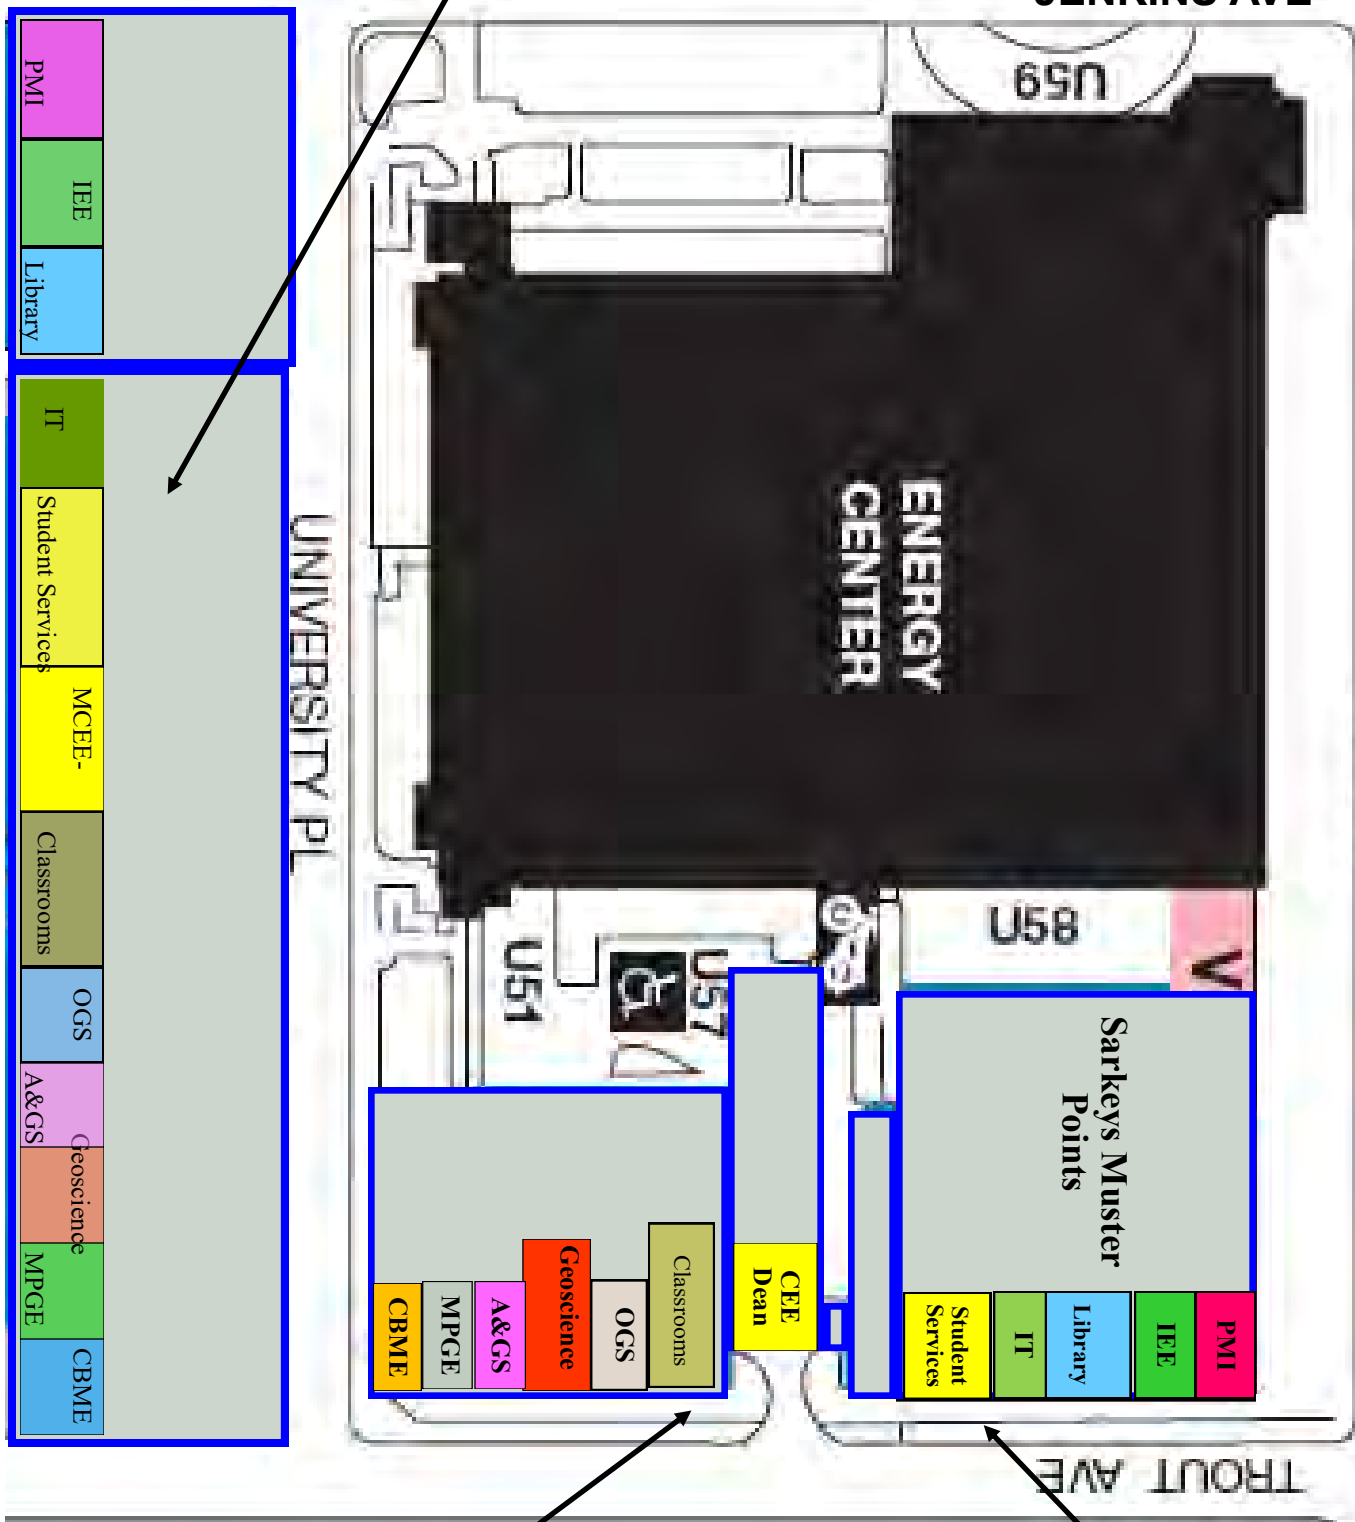 JENKINS AVE
U59
PMI
IEE
Library
IT
Student Services
MCEE-
Classrooms
OGS
A&GS
Geoscience
MPGE
CBME
UNIVERSITY PL
ENERGY
CENTER
U51
U57
U58
V
Sarkeys Muster
Points
CBME
MPGE
A&GS
Geoscience
OGS
Classrooms
CEE
Dean
Student
Services
IT
Library
IEE
PMI
TROUT AVE